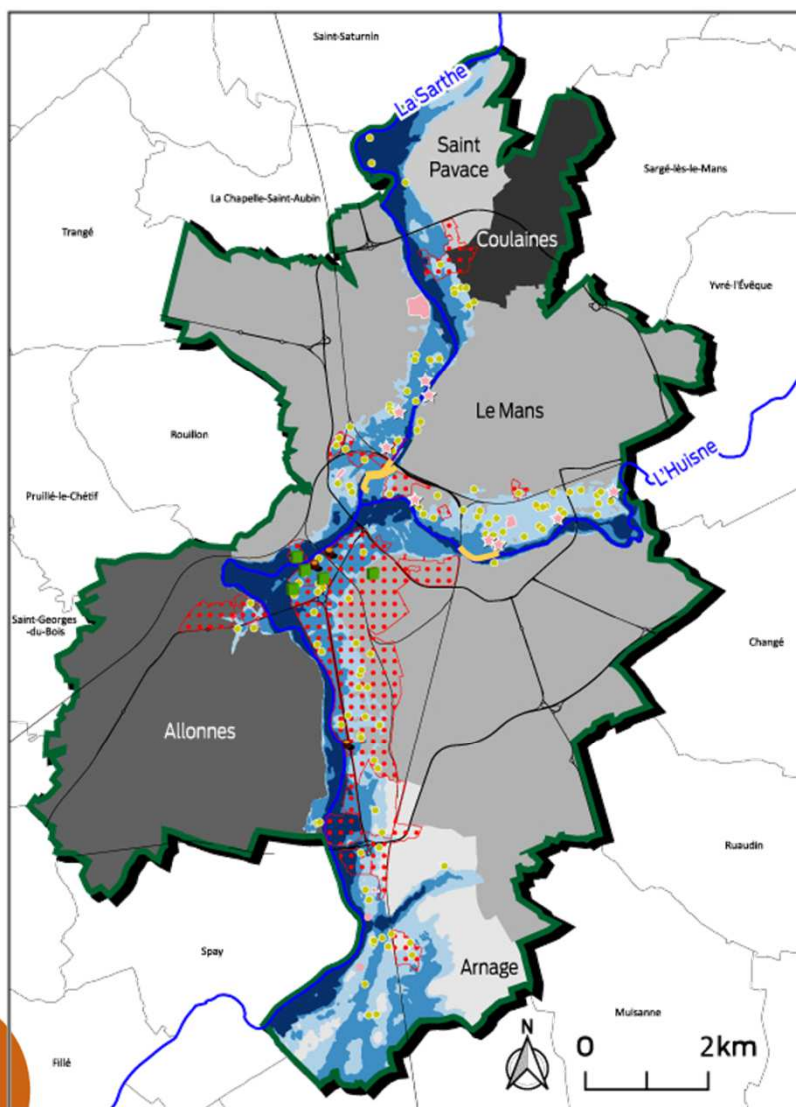 Saint-Saturnin
La Sarthe
Saint
Pavace
Sargé-lès-le-Mans
La Chapelle-Saint-Aubin
Trangé
Coulaines
Yvré-l'Évêque
Le Mans
Rouillon
L'Huisne
Pruillé-le-Chétif
Saint-Georges
-du-Bois
Changé
Allonnes
Ruaudin
Spay
Arnage
Mulsanne
N
0
2km
Fillé